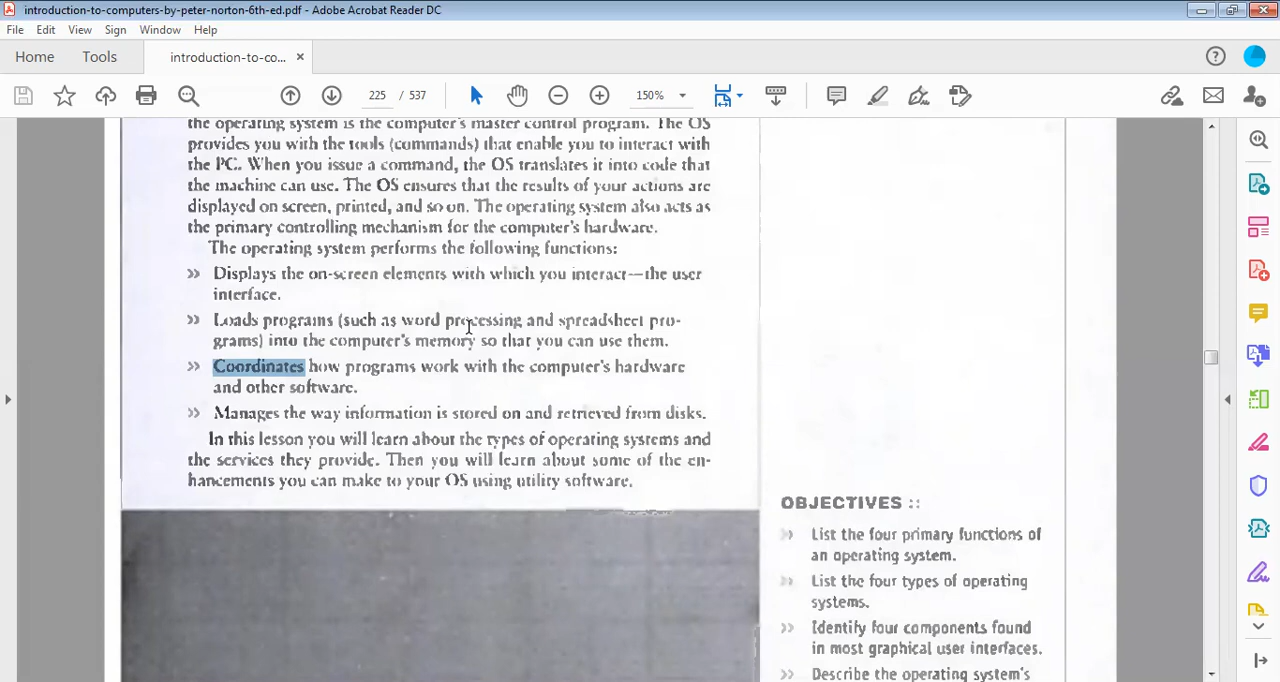 introduction-to-computers-by-peter-norton-6th-ed.pdf - Adobe Acrobat Reader DC
File Edit View Sign Window Help
Home Tools introduction-to-co... ×
225 / 537 150%
the operating system is the computer's master control program. The OS
provides you with the tools (commands) that enable you to interact with
the PC. When you issue a command, the OS translates it into code that
the machine can use. The OS ensures that the results of your actions are
displayed on screen, printed, and so on. The operating system also acts as
the primary controlling mechanism for the computer's hardware.
The operating system performs the following functions:
» Displays the on-screen elements with which you interact—the user
interface.
» Loads programs (such as word processing and spreadsheet pro-
grams) into the computer's memory so that you can use them.
» Coordinates how programs work with the computer's hardware
and other software.
» Manages the way information is stored on and retrieved from disks.
In this lesson you will learn about the types of operating systems and
the services they provide. Then you will learn about some of the en-
hancements you can make to your OS using utility software.
OBJECTIVES ::
» List the four primary functions of
an operating system.
» List the four types of operating
systems.
» Identify four components found
in most graphical user interfaces.
» Describe the operating system's